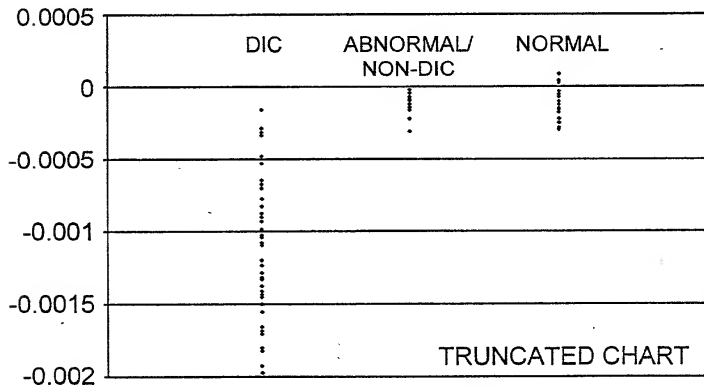 0.0005
DIC
ABNORMAL/
NON-DIC
NORMAL
0
-0.0005
-0.001
-0.0015
-0.002
TRUNCATED CHART